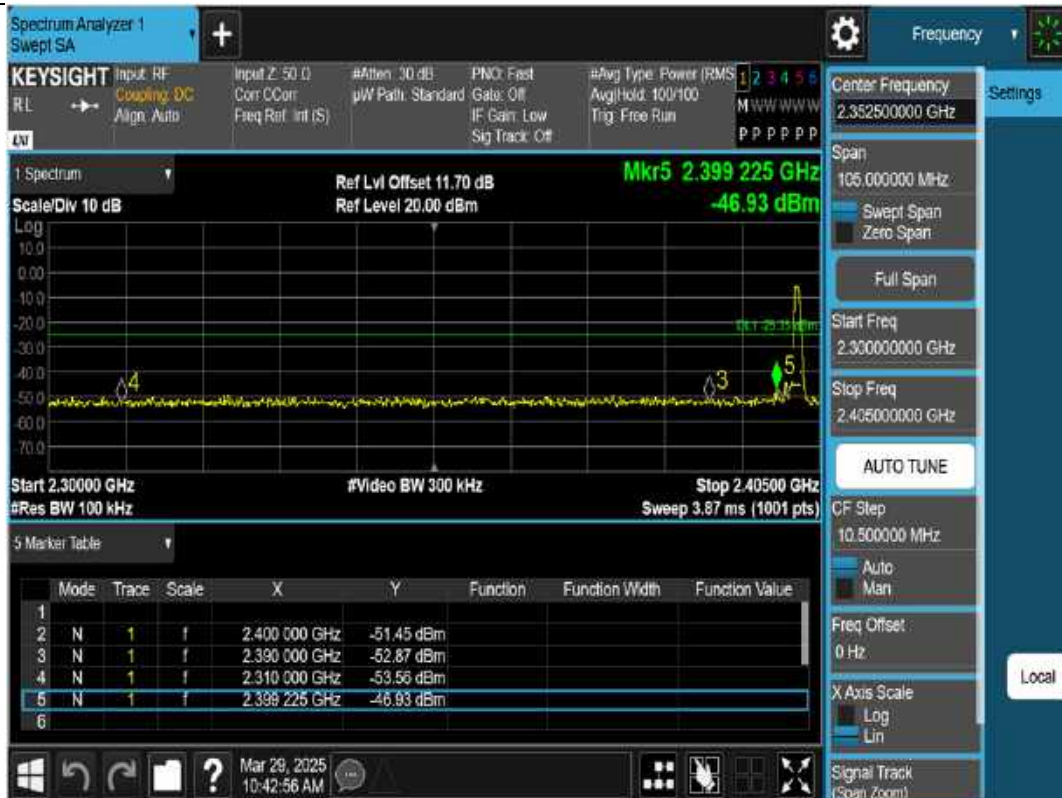 Spectrum Analyzer 1
Swept SA
Frequency
KEYSIGHT
RL
LXI
Input: RF
Coupling: DC
Align: Auto
Input Z: 50 Ω
Corr CCorr
Freq Ref: Int (S)
#Atten: 30 dB
µW Path: Standard
PNO: Fast
Gate: Off
IF Gain: Low
Sig Track: Off
#Avg Type: Power (RMS
Avg|Hold: 100/100
Trig: Free Run
1 2 3 4 5 6
M W W W W W
P P P P P P
Center Frequency
2.352500000 GHz
Settings
1 Spectrum
Scale/Div 10 dB
Ref Lvl Offset 11.70 dB
Ref Level 20.00 dBm
Mkr5 2.399 225 GHz
-46.93 dBm
Log
10.0
0.00
-10.0
-20.0
-30.0
-40.0
-50.0
-60.0
-70.0
DL1 -25.35 dBm
4
3
5
Start 2.30000 GHz
#Res BW 100 kHz
#Video BW 300 kHz
Stop 2.40500 GHz
Sweep 3.87 ms (1001 pts)
Span
105.000000 MHz
Swept Span
Zero Span
Full Span
Start Freq
2.300000000 GHz
Stop Freq
2.405000000 GHz
AUTO TUNE
CF Step
10.500000 MHz
Auto
Man
Freq Offset
0 Hz
X Axis Scale
Log
Lin
Signal Track
(Span Zoom)
Local
5 Marker Table
Mode Trace Scale X Y Function Function Width Function Value
1
2 N 1 f 2.400 000 GHz -51.45 dBm
3 N 1 f 2.390 000 GHz -52.87 dBm
4 N 1 f 2.310 000 GHz -53.56 dBm
5 N 1 f 2.399 225 GHz -46.93 dBm
6
Mar 29, 2025
10:42:56 AM